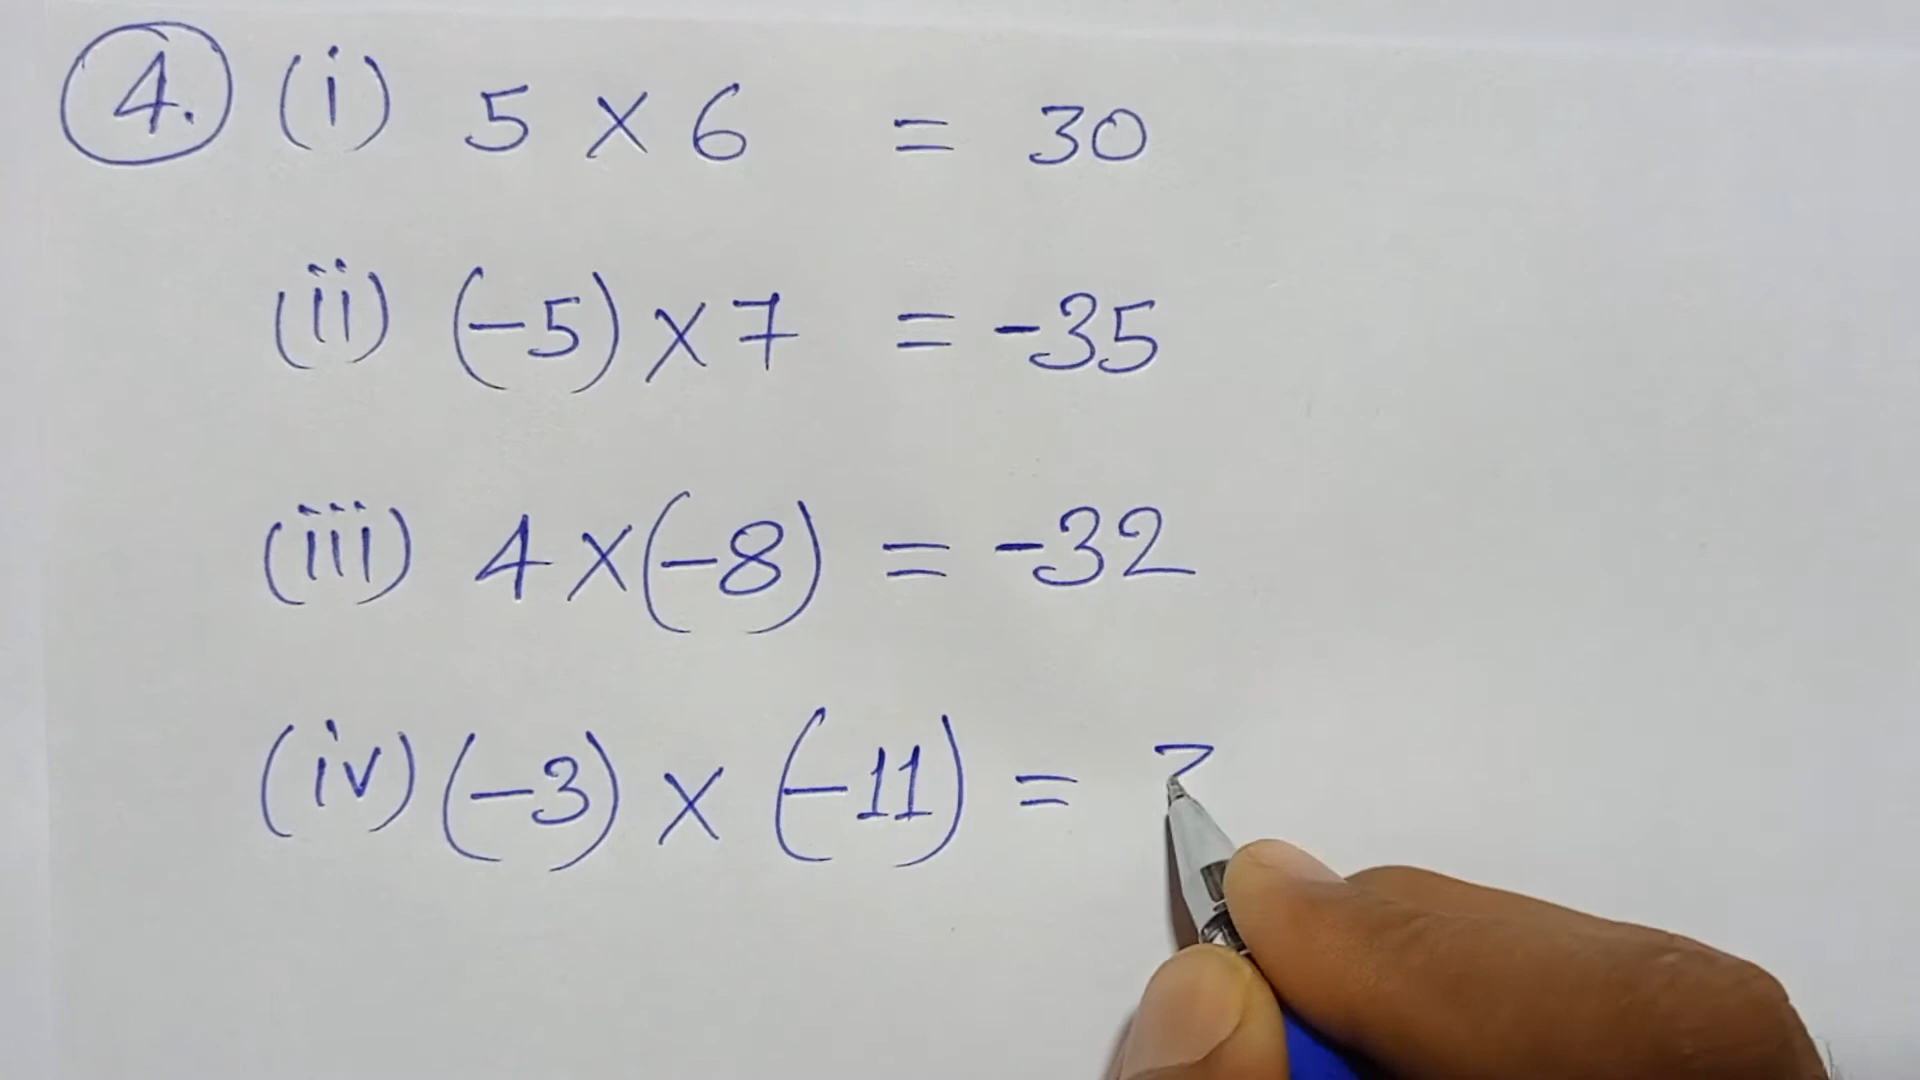 4. (i) 5 × 6 = 30
(ii) (-5) × 7 = -35
(iii) 4 × (-8) = -32
(iv) (-3) × (-11) =